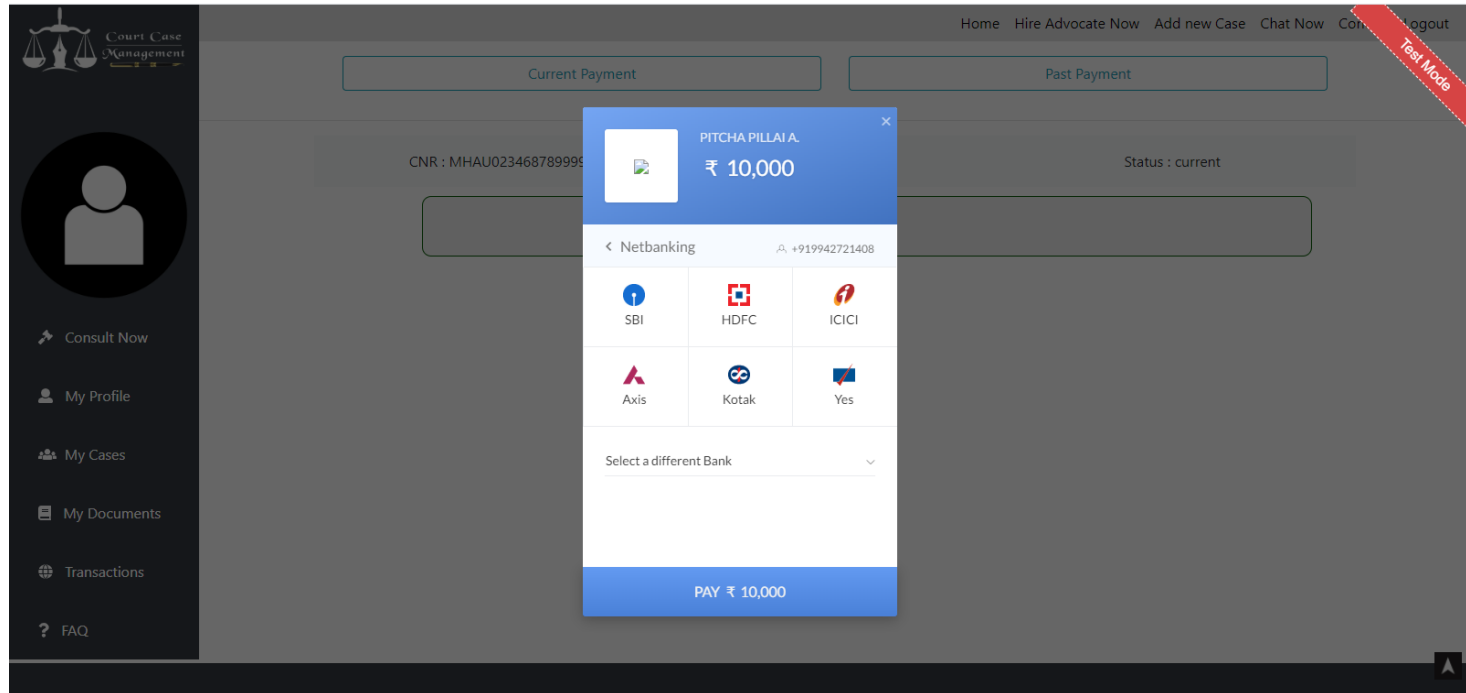 Court Case
Management
Home Hire Advocate Now Add new Case Chat Now Logout
Test Mode
Current Payment Past Payment
PITCHA PILLAI A.
₹ 10,000
CNR : MHAU023468789999 Status : current
Netbanking +919942721408
SBI HDFC ICICI
Axis Kotak Yes
Select a different Bank
PAY ₹ 10,000
Consult Now
My Profile
My Cases
My Documents
Transactions
? FAQ